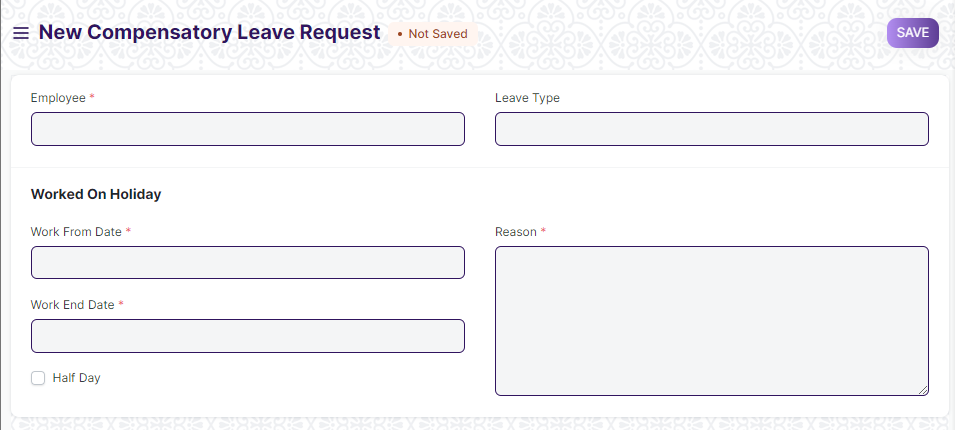 New Compensatory Leave Request
• Not Saved
SAVE
Employee *
Leave Type
Worked On Holiday
Work From Date *
Reason *
Work End Date *
Half Day